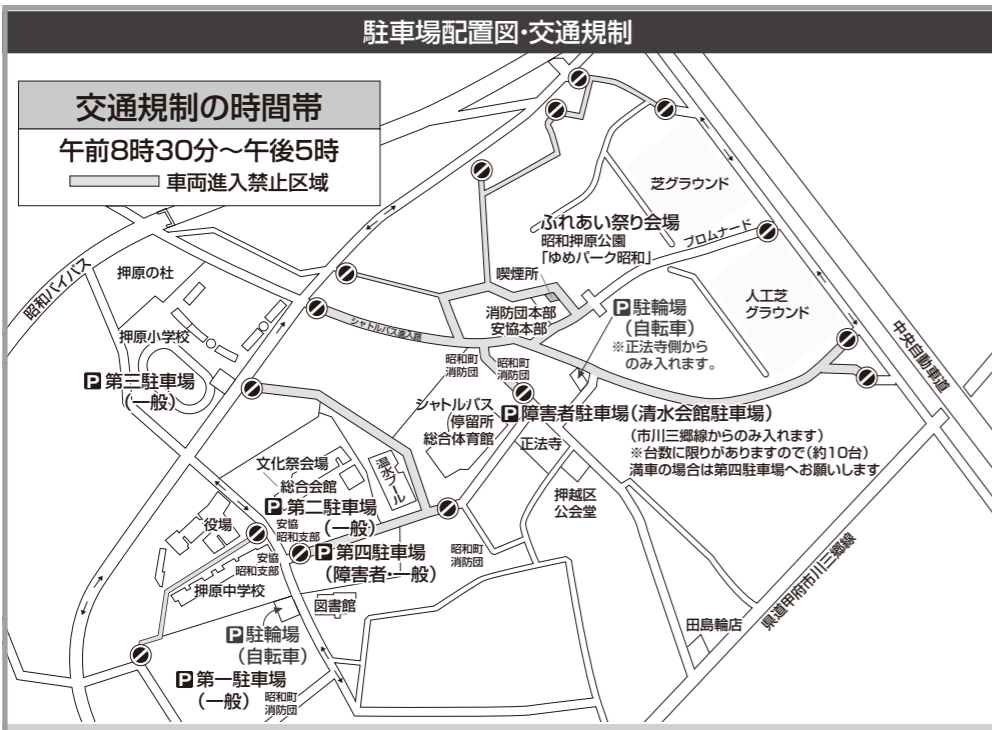 駐車場配置図・交通規制
交通規制の時間帯
午前8時30分～午後5時
車両進入禁止区域
芝グラウンド
ふれあい祭り会場
昭和押原公園
「ゆめパーク昭和」
プロムナード
喫煙所
昭和バイパス
押原の杜
消防団本部
安協本部
P駐輪場
(自転車)
※正法寺側から
のみ入れます。
人工芝
グラウンド
中央自動車道
シャトルバス進入路
押原小学校
昭和町
消防団
昭和町
消防団
P第三駐車場
(一般)
シャトルバス
停留所
総合体育館
P障害者駐車場(清水会館駐車場)
(市川三郷線からのみ入れます)
※台数に限りがありますので(約10台)
満車の場合は第四駐車場へお願いします
正法寺
文化祭会場
総合会館
温水プール
押越区
公会堂
P第二駐車場
(一般)
役場
安協
昭和支部
P第四駐車場
(障害者・一般)
昭和町
消防団
安協
昭和支部
押原中学校
図書館
県道甲府市川三郷線
田島輪店
P駐輪場
(自転車)
P第一駐車場
(一般)
昭和町
消防団